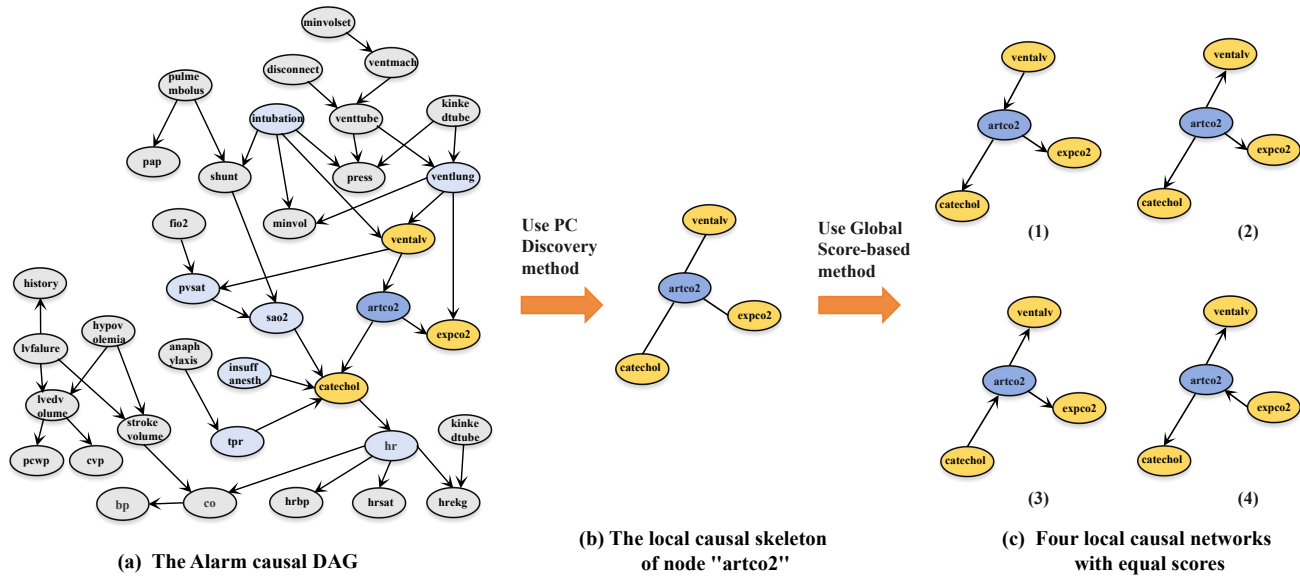 minvolset
ventmach
disconnect
pulme
mbolus
intubation
venttube
kinke
dtube
pap
shunt
press
ventlung
fio2
minvol
ventalv
history
pvsat
sao2
artco2
expco2
hypov
olemia
lvfalure
anaph
ylaxis
insuff
anesth
catechol
lvedv
olume
stroke
volume
tpr
hr
kinke
dtube
pcwp
cvp
bp
co
hrbp
hrsat
hrekg
(a) The Alarm causal DAG
Use PC
Discovery
method
ventalv
artco2
expco2
catechol
(b) The local causal skeleton
of node "artco2"
Use Global
Score-based
method
ventalv
artco2
expco2
catechol
(1)
ventalv
artco2
expco2
catechol
(2)
ventalv
artco2
expco2
catechol
(3)
ventalv
artco2
expco2
catechol
(4)
(c) Four local causal networks
with equal scores